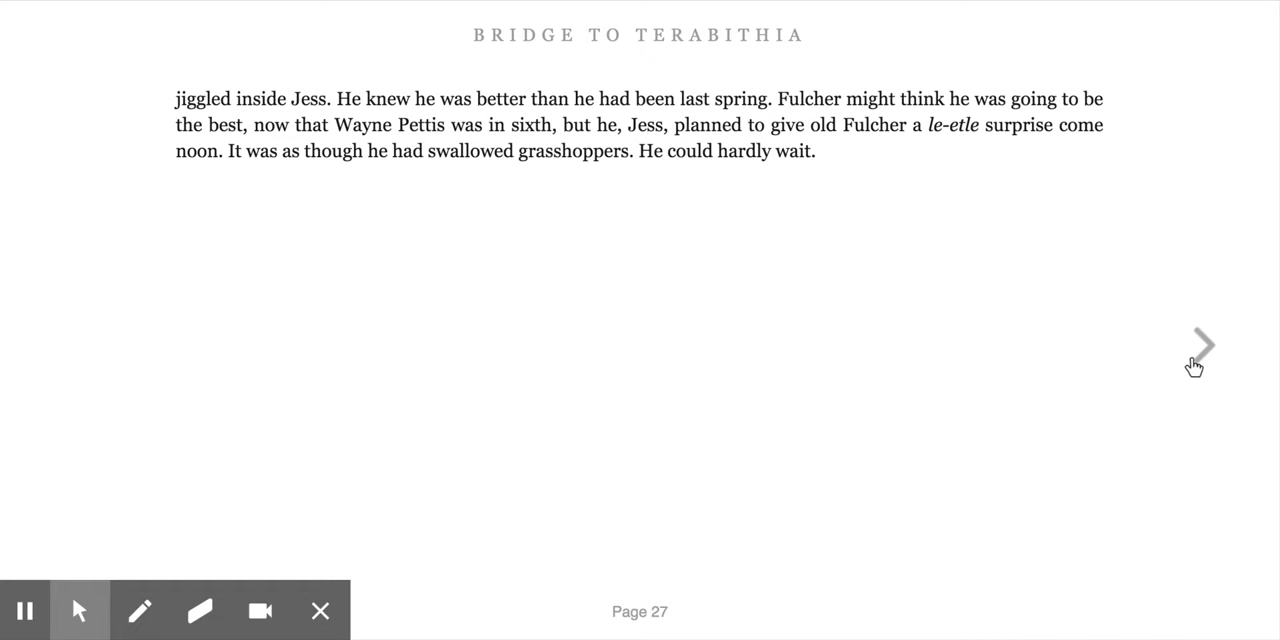 BRIDGE TO TERABITHIA
jiggled inside Jess. He knew he was better than he had been last spring. Fulcher might think he was going to be
the best, now that Wayne Pettis was in sixth, but he, Jess, planned to give old Fulcher a le-etle surprise come
noon. It was as though he had swallowed grasshoppers. He could hardly wait.
Page 27